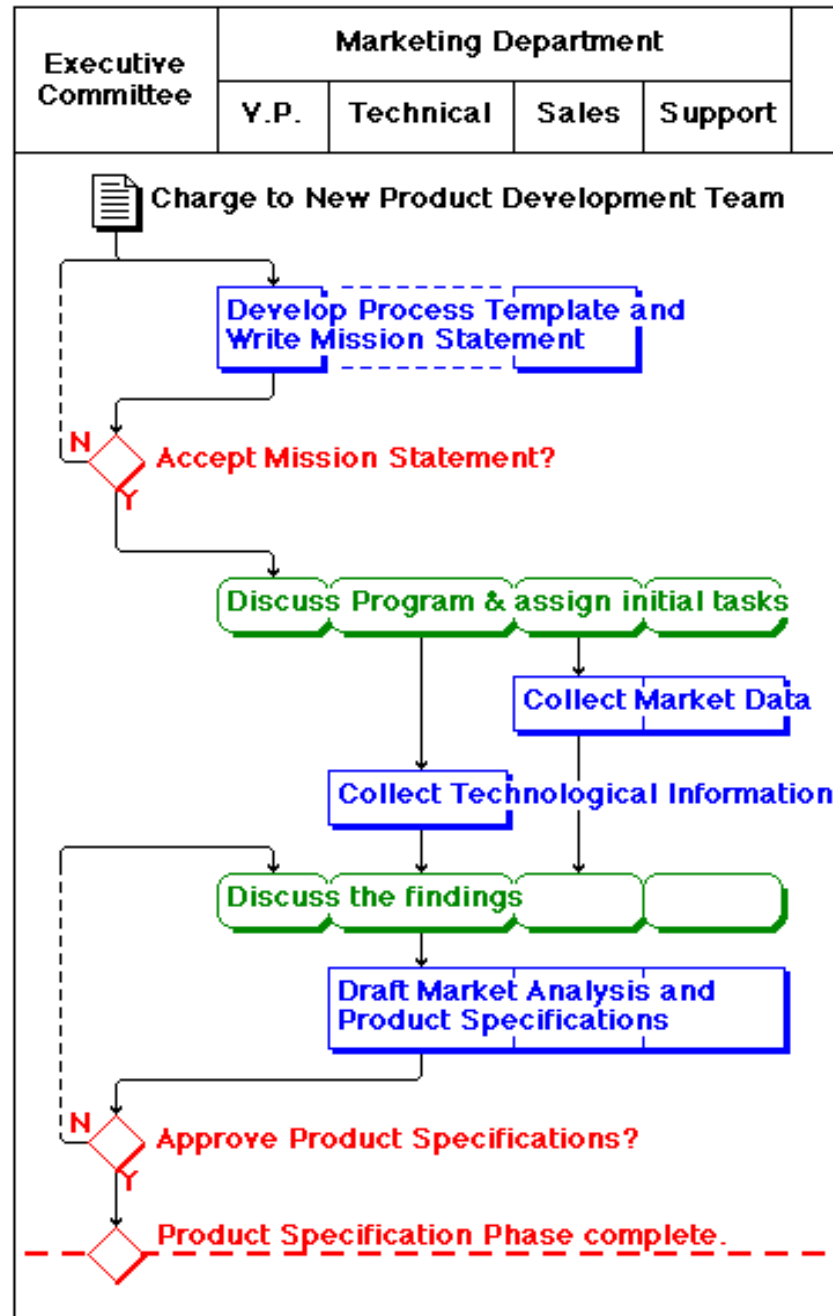 Executive
Committee
Marketing Department
V.P.
Technical
Sales
Support
Charge to New Product Development Team
Develop Process Template and
Write Mission Statement
N
Accept Mission Statement?
Y
Discuss Program & assign initial tasks
Collect Market Data
Collect Technological Information
Discuss the findings
Draft Market Analysis and
Product Specifications
N
Approve Product Specifications?
Y
Product Specification Phase complete.